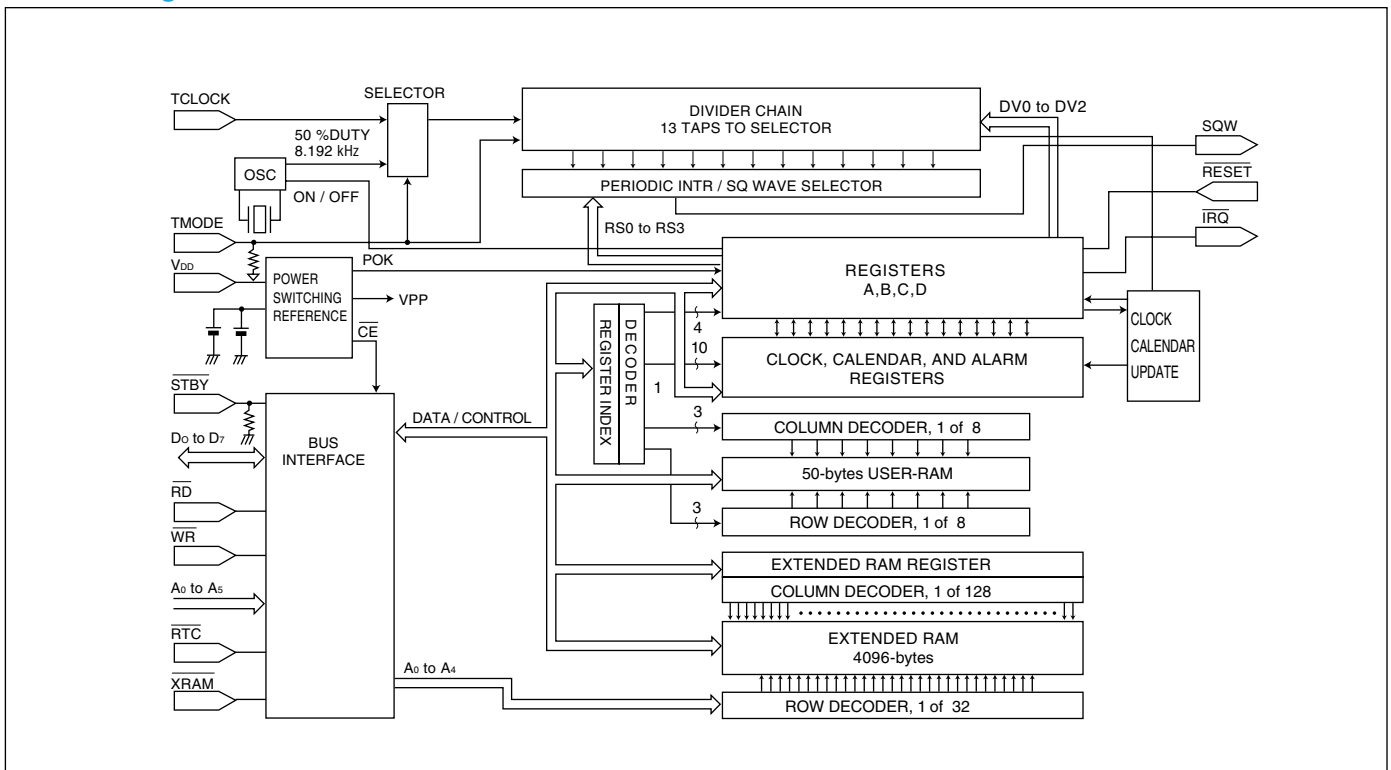 TCLOCK
SELECTOR
DIVIDER CHAIN
13 TAPS TO SELECTOR
DV0 to DV2
SQW
50 %DUTY
8.192 kHz
OSC
ON / OFF
PERIODIC INTR / SQ WAVE SELECTOR
RESET
TMODE
RS0 to RS3
IRQ
VDD
POK
POWER
SWITCHING
REFERENCE
VPP
CE
REGISTERS
A,B,C,D
REGISTER INDEX
DECODER
4
10
1
3
3
CLOCK, CALENDAR, AND ALARM
REGISTERS
CLOCK
CALENDAR
UPDATE
STBY
D0 to D7
BUS
INTERFACE
DATA / CONTROL
COLUMN DECODER, 1 of 8
50-bytes USER-RAM
ROW DECODER, 1 of 8
RD
WR
A0 to A5
RTC
XRAM
EXTENDED RAM REGISTER
COLUMN DECODER, 1 of 128
EXTENDED RAM
4096-bytes
A0 to A4
ROW DECODER, 1 of 32